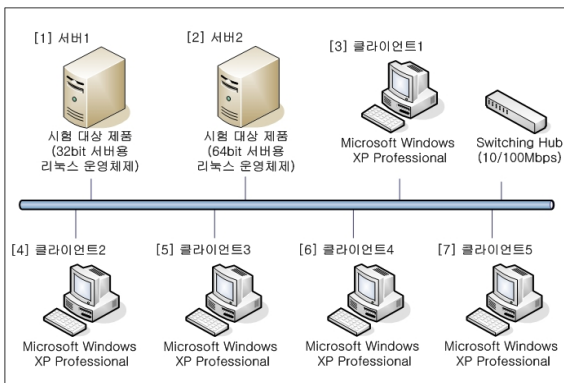 [1] 서버1
[2] 서버2
[3] 클라이언트1
시험 대상 제품
(32bit 서버용
리눅스 운영체제)
시험 대상 제품
(64bit 서버용
리눅스 운영체제)
Microsoft Windows
XP Professional
Switching Hub
(10/100Mbps)
[4] 클라이언트2
[5] 클라이언트3
[6] 클라이언트4
[7] 클라이언트5
Microsoft Windows
XP Professional
Microsoft Windows
XP Professional
Microsoft Windows
XP Professional
Microsoft Windows
XP Professional